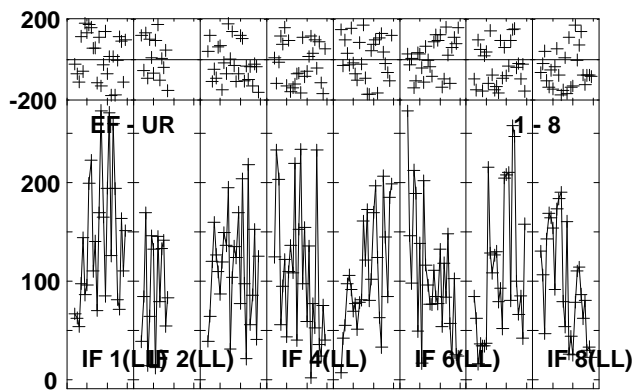 200
-200
EF - UR 1 - 8
200
100
0
IF 1(LL) IF 2(LL) IF 4(LL) IF 6(LL) IF 8(LL)